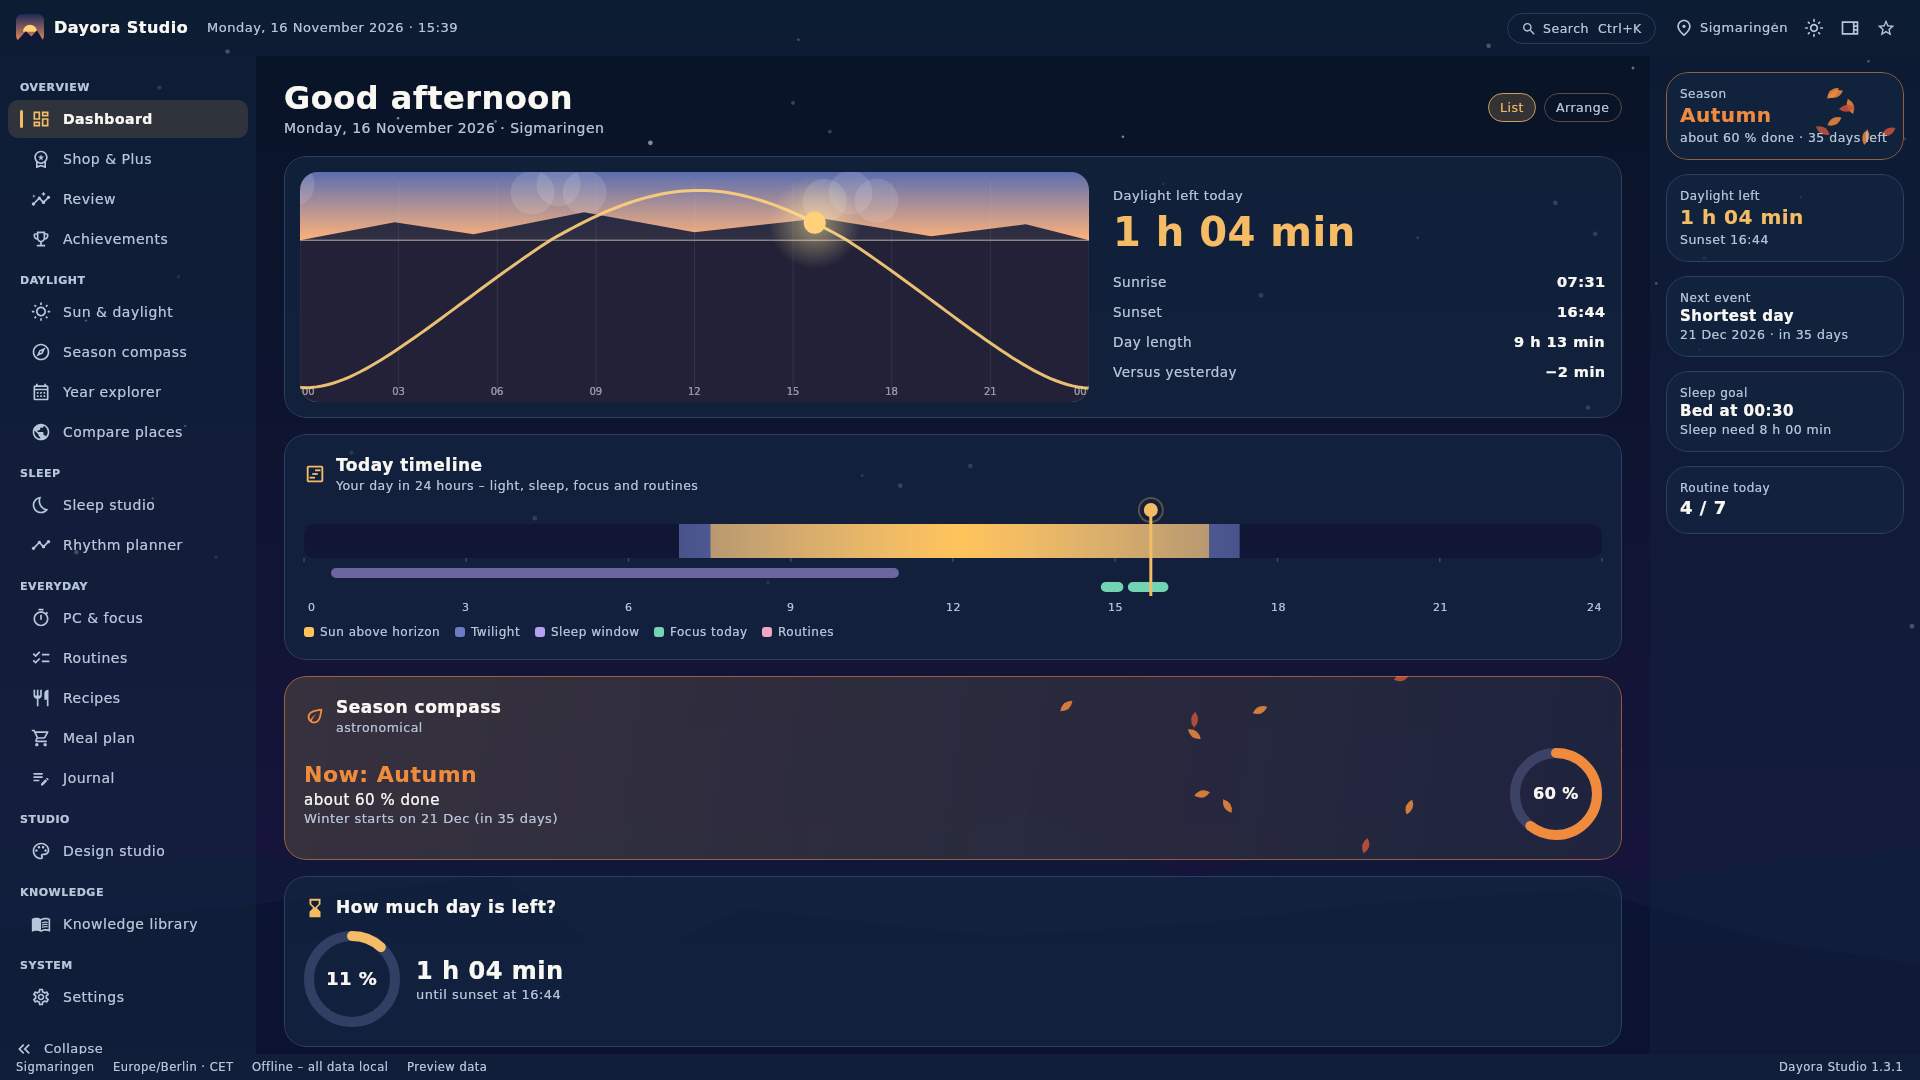 Dayora Studio
Monday, 16 November 2026 · 15:39
Search Ctrl+K
Sigmaringen
OVERVIEW
Dashboard
Shop & Plus
Review
Achievements
DAYLIGHT
Sun & daylight
Season compass
Year explorer
Compare places
SLEEP
Sleep studio
Rhythm planner
EVERYDAY
PC & focus
Routines
Recipes
Meal plan
Journal
STUDIO
Design studio
KNOWLEDGE
Knowledge library
SYSTEM
Settings
Collapse
Good afternoon
Monday, 16 November 2026 · Sigmaringen
List
Arrange
00 03 06 09 12 15 18 21 00
Daylight left today
1 h 04 min
Sunrise 07:31
Sunset 16:44
Day length 9 h 13 min
Versus yesterday −2 min
Today timeline
Your day in 24 hours – light, sleep, focus and routines
0 3 6 9 12 15 18 21 24
Sun above horizon Twilight Sleep window Focus today Routines
Season compass
astronomical
Now: Autumn
about 60 % done
Winter starts on 21 Dec (in 35 days)
60 %
How much day is left?
11 %
1 h 04 min
until sunset at 16:44
Season
Autumn
about 60 % done · 35 days left
Daylight left
1 h 04 min
Sunset 16:44
Next event
Shortest day
21 Dec 2026 · in 35 days
Sleep goal
Bed at 00:30
Sleep need 8 h 00 min
Routine today
4 / 7
Sigmaringen Europe/Berlin · CET Offline – all data local Preview data
Dayora Studio 1.3.1